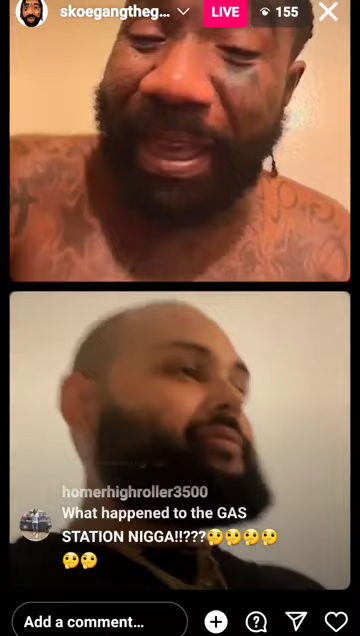 skoegangtheg... LIVE 155
homerhighroller3500
What happened to the GAS
STATION NIGGA!!???🤔🤔🤔🤔
🤔🤔
Add a comment...